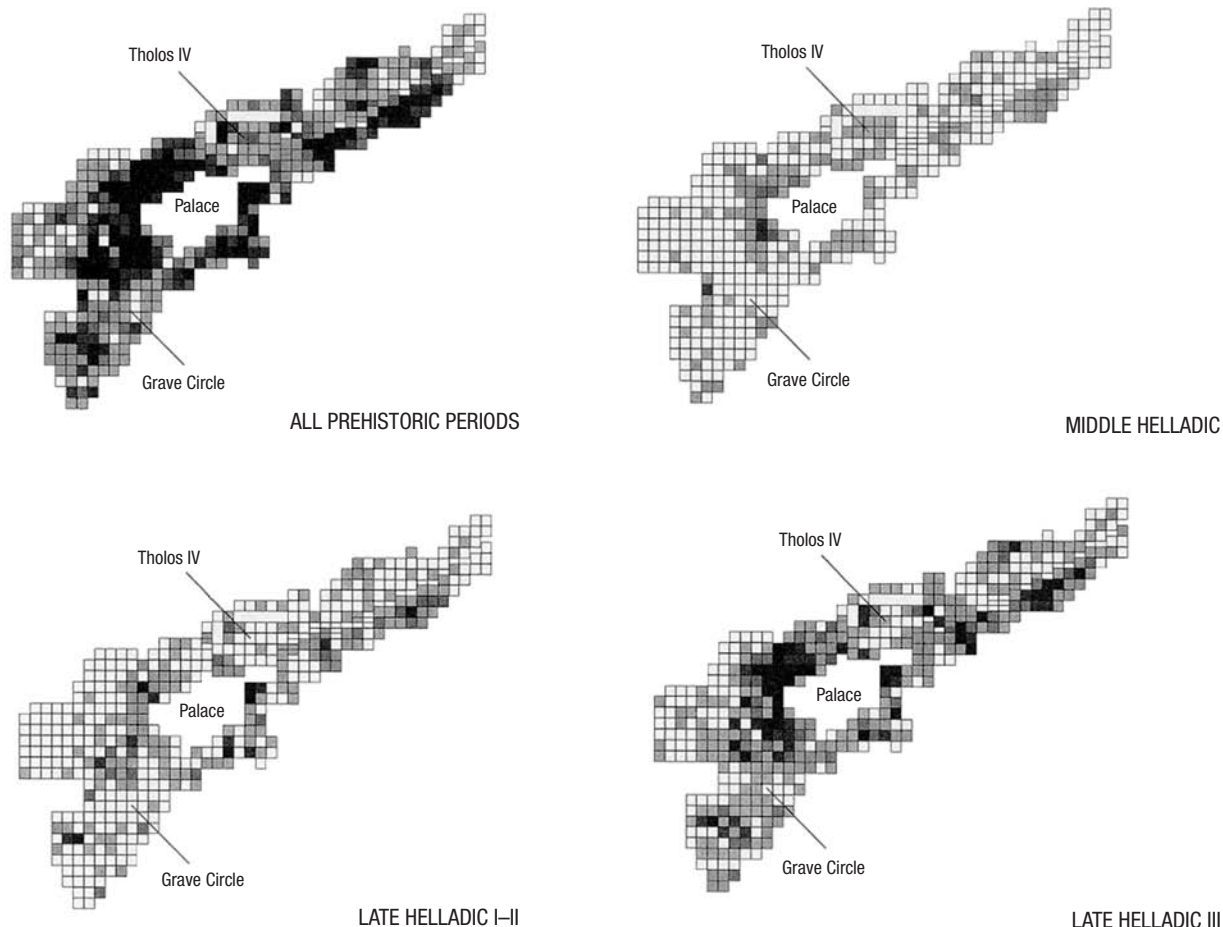 Tholos IV
Palace
Grave Circle
ALL PREHISTORIC PERIODS
Tholos IV
Palace
Grave Circle
MIDDLE HELLADIC
Tholos IV
Palace
Grave Circle
LATE HELLADIC I–II
Tholos IV
Palace
Grave Circle
LATE HELLADIC III